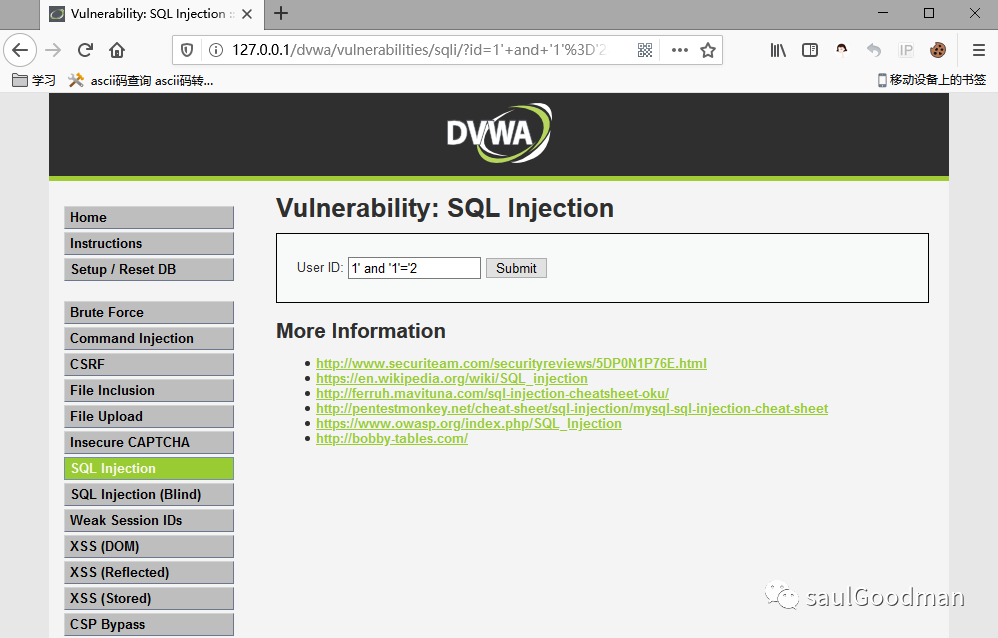 Vulnerability: SQL Injection ::
127.0.0.1/dvwa/vulnerabilities/sqli/?id=1'+and+'1'%3D'2
IP
学习
ascii码查询 ascii码转...
移动设备上的书签
DVWA
Home
Instructions
Setup / Reset DB
Brute Force
Command Injection
CSRF
File Inclusion
File Upload
Insecure CAPTCHA
SQL Injection
SQL Injection (Blind)
Weak Session IDs
XSS (DOM)
XSS (Reflected)
XSS (Stored)
CSP Bypass
Vulnerability: SQL Injection
User ID: 1' and '1'='2 Submit
More Information
http://www.securiteam.com/securityreviews/5DP0N1P76E.html
https://en.wikipedia.org/wiki/SQL_injection
http://ferruh.mavituna.com/sql-injection-cheatsheet-oku/
http://pentestmonkey.net/cheat-sheet/sql-injection/mysql-sql-injection-cheat-sheet
https://www.owasp.org/index.php/SQL_Injection
http://bobby-tables.com/
saulGoodman